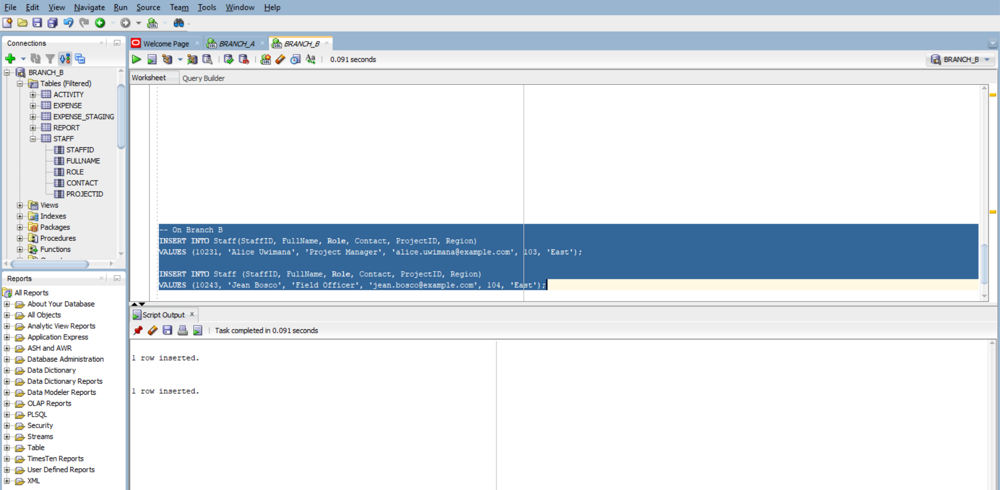 File Edit View Navigate Run Source Team Tools Window Help
Connections
BRANCH_B
Tables (Filtered)
ACTIVITY
EXPENSE
EXPENSE_STAGING
REPORT
STAFF
STAFFID
FULLNAME
ROLE
CONTACT
PROJECTID
Views
Indexes
Packages
Procedures
Functions
Reports
All Reports
About Your Database
All Objects
Analytic View Reports
Application Express
ASH and AWR
Database Administration
Data Dictionary
Data Dictionary Reports
Data Modeler Reports
OLAP Reports
PLSQL
Security
Streams
Table
TimesTen Reports
User Defined Reports
XML
Welcome Page BRANCH_A BRANCH_B
0.091 seconds
BRANCH_B
Worksheet Query Builder
-- On Branch B
INSERT INTO Staff(StaffID, FullName, Role, Contact, ProjectID, Region)
VALUES (10231, 'Alice Uwimana', 'Project Manager', 'alice.uwimana@example.com', 103, 'East');
INSERT INTO Staff (StaffID, FullName, Role, Contact, ProjectID, Region)
VALUES (10243, 'Jean Bosco', 'Field Officer', 'jean.bosco@example.com', 104, 'East');
Script Output
Task completed in 0.091 seconds
1 row inserted.
1 row inserted.